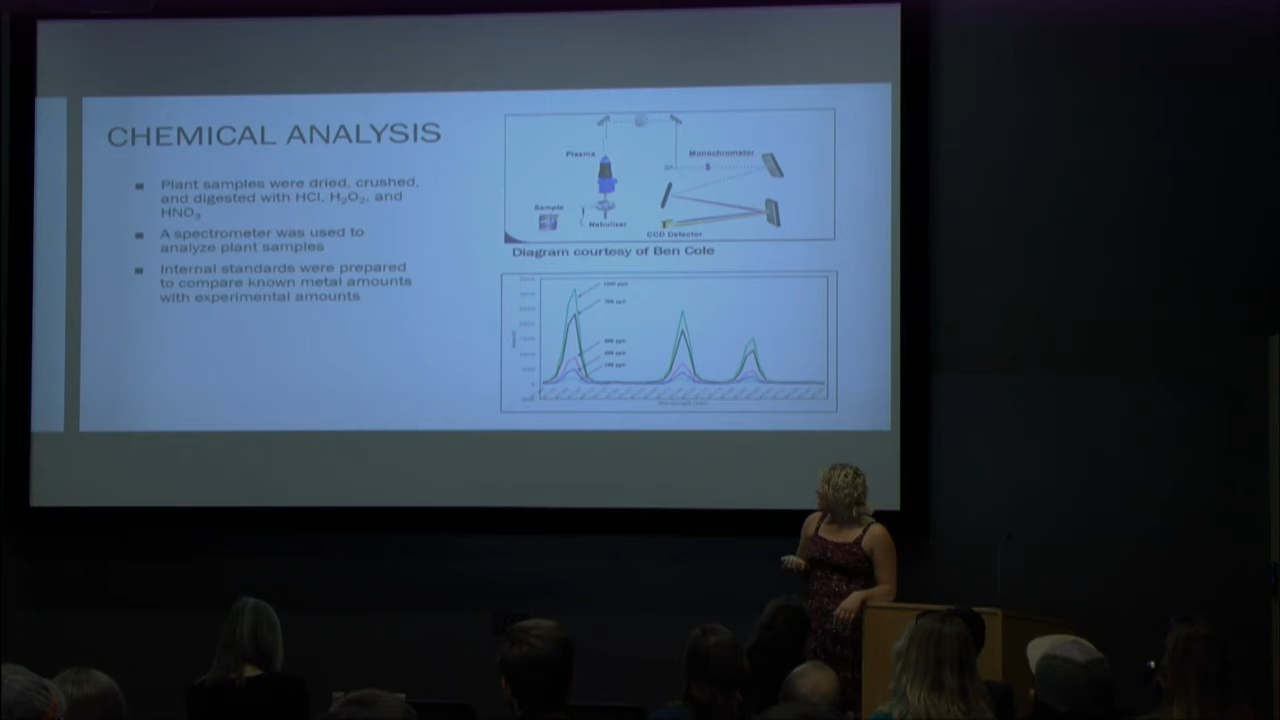 CHEMICAL ANALYSIS
Plant samples were dried, crushed,
and digested with HCl, H₂O₂, and
HNO₃
A spectrometer was used to
analyze plant samples
Internal standards were prepared
to compare known metal amounts
with experimental amounts
Plasma
Monochromator
Sample
Nebuliser
CCD Detector
Diagram courtesy of Ben Cole